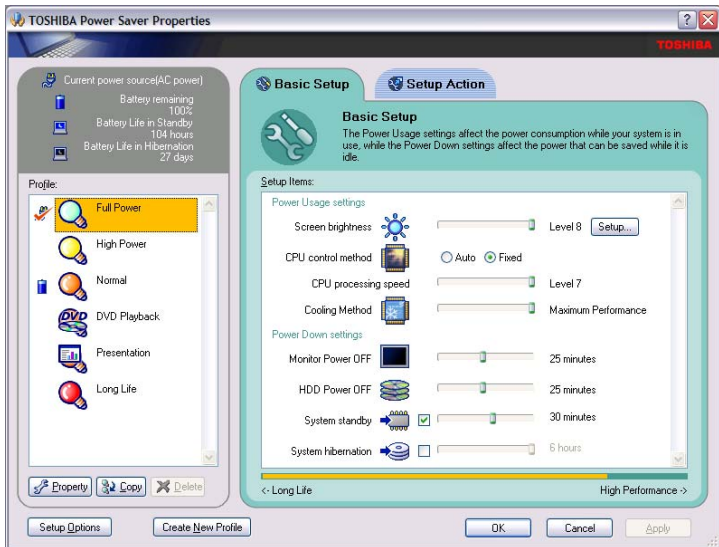 TOSHIBA Power Saver Properties
TOSHIBA
Current power source(AC power)
Battery remaining
100%
Battery Life in Standby
104 hours
Battery Life in Hibernation
27 days
Profile:
Full Power
High Power
Normal
DVD
DVD Playback
Presentation
Long Life
Property
Copy
Delete
Basic Setup
Setup Action
Basic Setup
The Power Usage settings affect the power consumption while your system is in
use, while the Power Down settings affect the power that can be saved while it is
idle.
Setup Items:
Power Usage settings
Screen brightness
Level 8
Setup...
CPU control method
Auto
Fixed
CPU processing speed
Level 7
Cooling Method
Maximum Performance
Power Down settings
Monitor Power OFF
25 minutes
HDD Power OFF
25 minutes
System standby
30 minutes
System hibernation
6 hours
<- Long Life
High Performance ->
Setup Options
Create New Profile
OK
Cancel
Apply